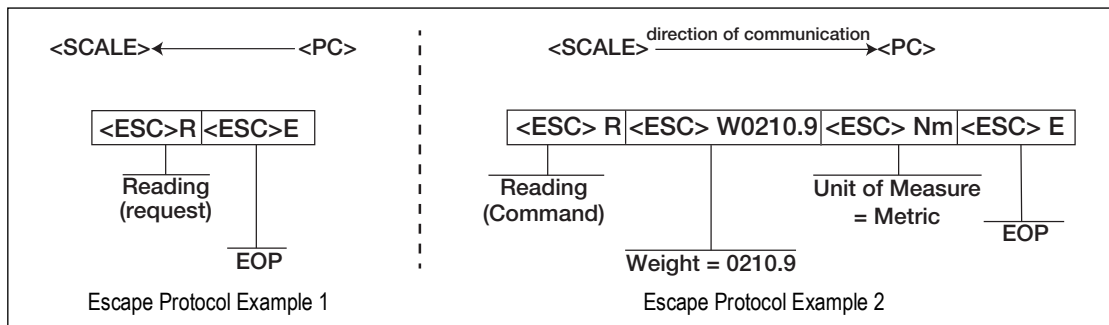 <SCALE> <PC>
<ESC>R <ESC>E
Reading
(request)
EOP
Escape Protocol Example 1
<SCALE> direction of communication <PC>
<ESC> R <ESC> W0210.9 <ESC> Nm <ESC> E
Reading
(Command)
Unit of Measure
= Metric
EOP
Weight = 0210.9
Escape Protocol Example 2